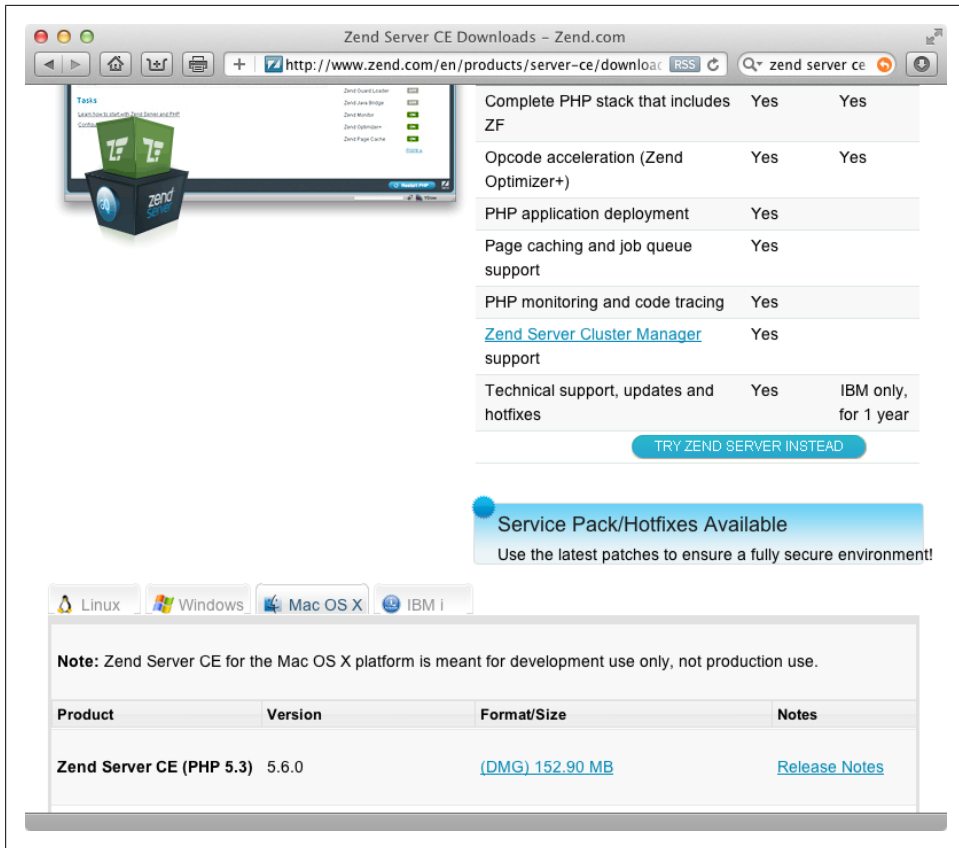 Zend Server CE Downloads – Zend.com
http://www.zend.com/en/products/server-ce/downloac RSS zend server ce
Tasks
Learn how to start with Zend Server and PHP
Zend Guard Loader
Zend Java Bridge
Zend Monitor
Zend Optimizer+
Zend Page Cache
Restart PHP
zend
server
Complete PHP stack that includes Yes Yes
ZF
Opcode acceleration (Zend Yes Yes
Optimizer+)
PHP application deployment Yes
Page caching and job queue Yes
support
PHP monitoring and code tracing Yes
Zend Server Cluster Manager Yes
support
Technical support, updates and Yes IBM only,
hotfixes for 1 year
TRY ZEND SERVER INSTEAD
Service Pack/Hotfixes Available
Use the latest patches to ensure a fully secure environment!
Linux Windows Mac OS X IBM i
Note: Zend Server CE for the Mac OS X platform is meant for development use only, not production use.
Product Version Format/Size Notes
Zend Server CE (PHP 5.3) 5.6.0 (DMG) 152.90 MB Release Notes